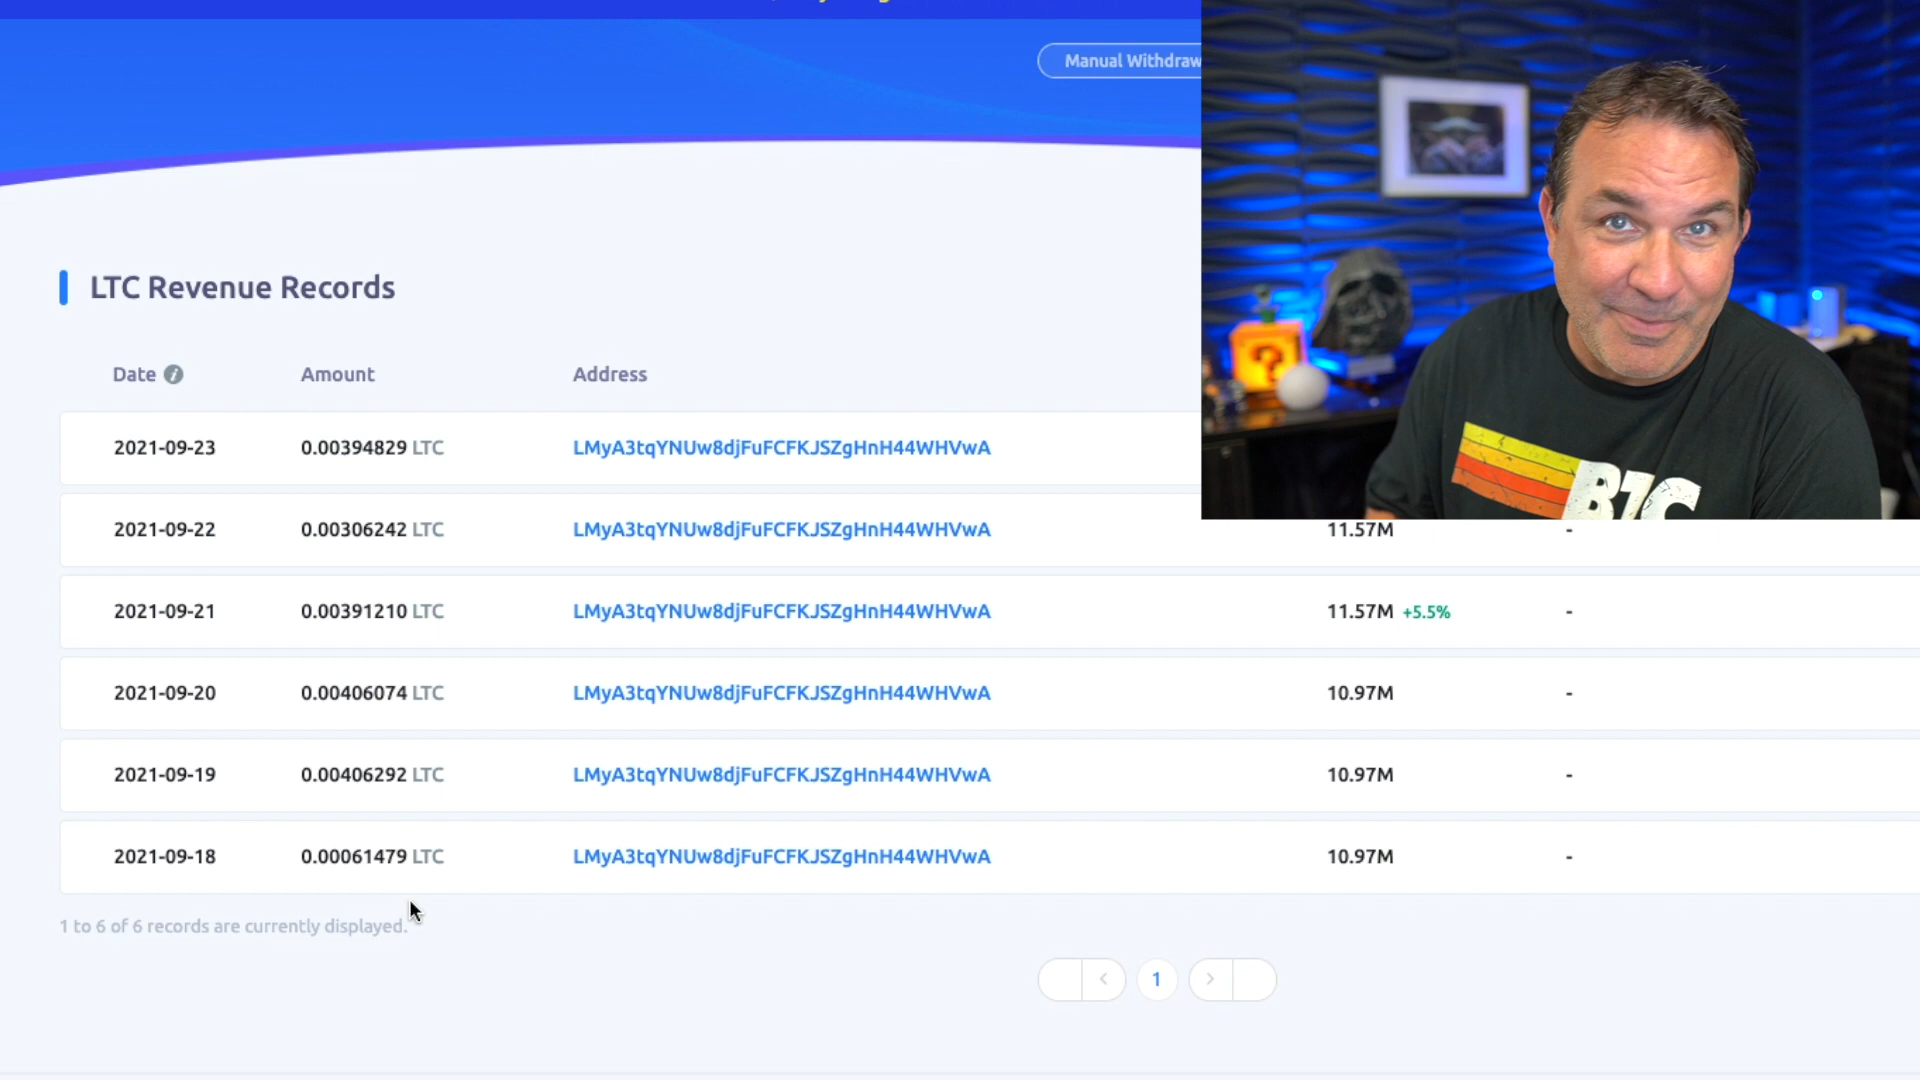 Manual Withdraw
LTC Revenue Records
Date Amount Address
2021-09-23 0.00394829 LTC LMyA3tqYNUw8djFuFCFKJSZgHnH44WHVwA
2021-09-22 0.00306242 LTC LMyA3tqYNUw8djFuFCFKJSZgHnH44WHVwA 11.57M -
2021-09-21 0.00391210 LTC LMyA3tqYNUw8djFuFCFKJSZgHnH44WHVwA 11.57M +5.5% -
2021-09-20 0.00406074 LTC LMyA3tqYNUw8djFuFCFKJSZgHnH44WHVwA 10.97M -
2021-09-19 0.00406292 LTC LMyA3tqYNUw8djFuFCFKJSZgHnH44WHVwA 10.97M -
2021-09-18 0.00061479 LTC LMyA3tqYNUw8djFuFCFKJSZgHnH44WHVwA 10.97M -
1 to 6 of 6 records are currently displayed.
< 1 >
?
BTC